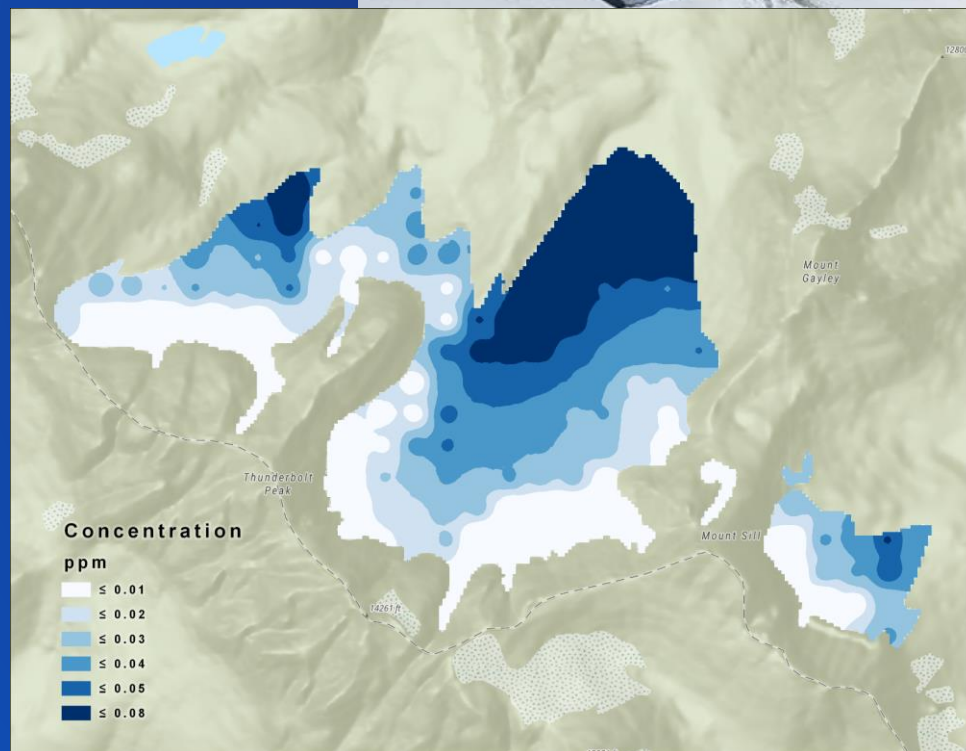 1280
Mount
Gayley
Thunderbolt
Peak
Mount Sill
14261 ft
Concentration
ppm
≤ 0.01
≤ 0.02
≤ 0.03
≤ 0.04
≤ 0.05
≤ 0.08